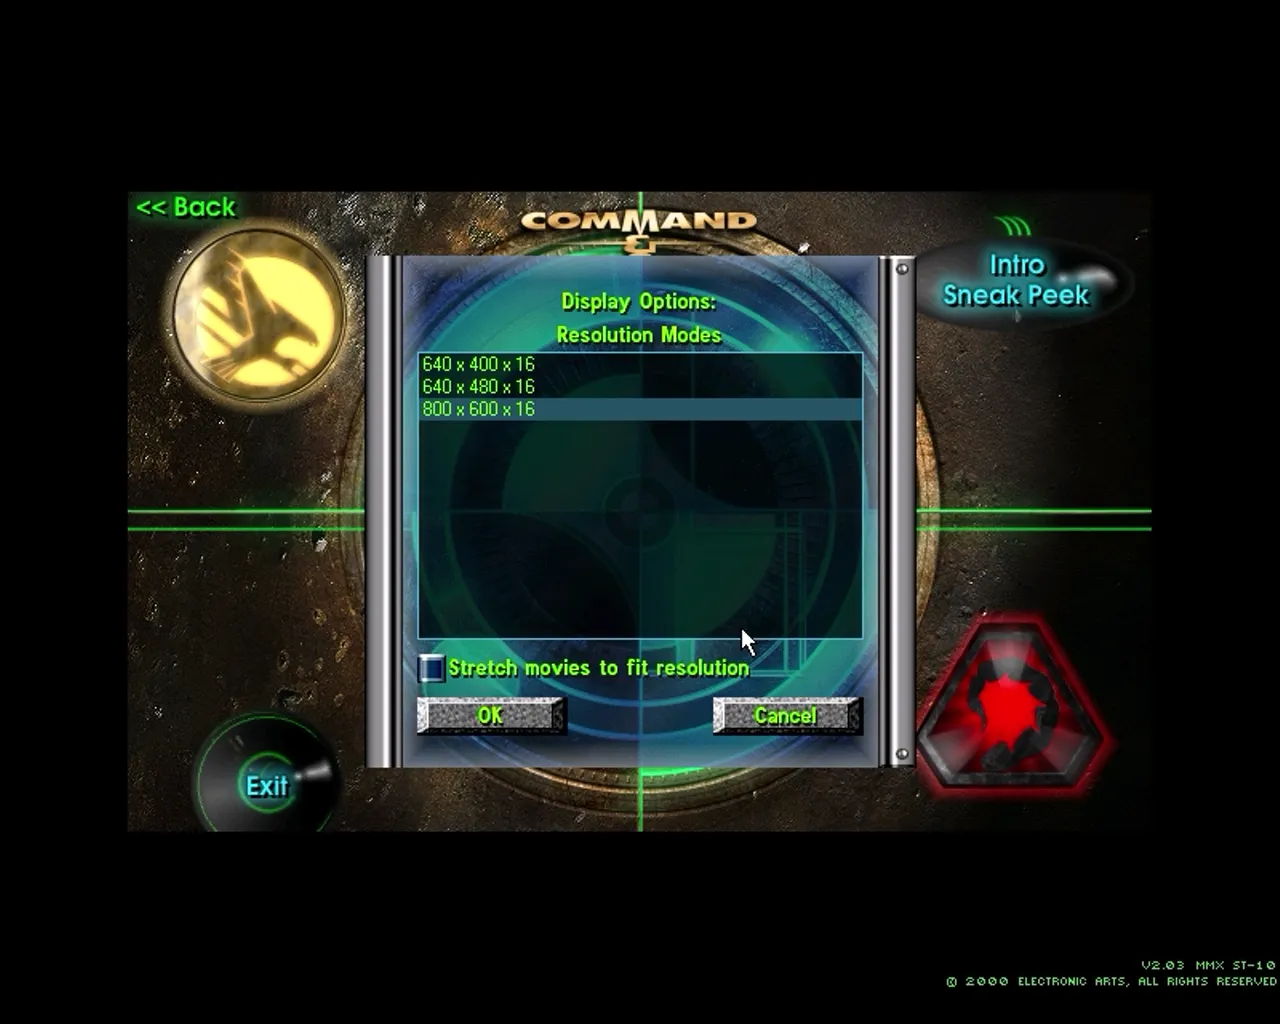 << Back
COMMAND
&
Intro
Sneak Peek
Display Options:
Resolution Modes
640 x 400 x 16
640 x 480 x 16
800 x 600 x 16
Stretch movies to fit resolution
OK
Cancel
Exit
V2.03 MMX ST-10
© 2000 ELECTRONIC ARTS, ALL RIGHTS RESERVED